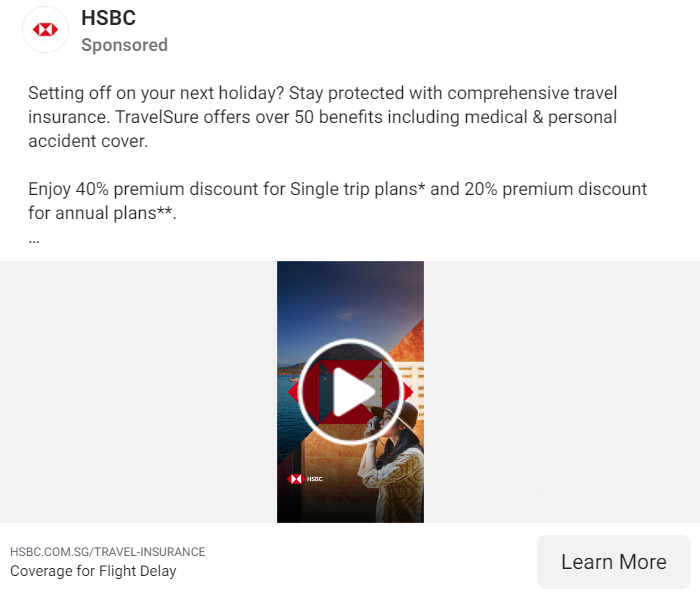 HSBC
Sponsored
Setting off on your next holiday? Stay protected with comprehensive travel
insurance. TravelSure offers over 50 benefits including medical & personal
accident cover.
Enjoy 40% premium discount for Single trip plans* and 20% premium discount
for annual plans**.
...
HSBC
HSBC.COM.SG/TRAVEL-INSURANCE
Coverage for Flight Delay
Learn More